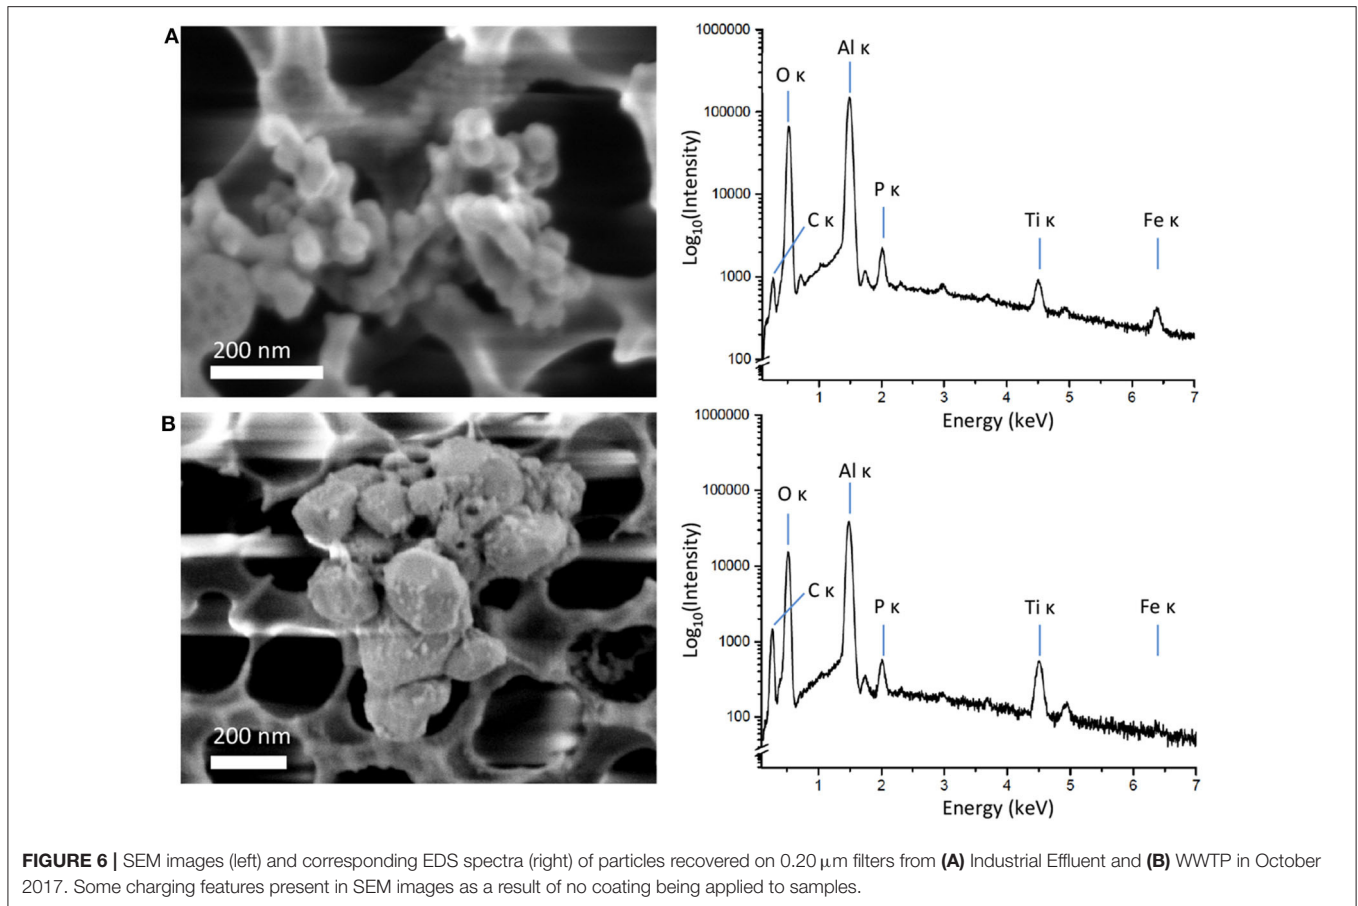 A
200 nm
1000000
100000
10000
1000
100
Log10(Intensity)
O κ
Al κ
C κ
P κ
Ti κ
Fe κ
1 2 3 4 5 6 7
Energy (keV)
B
200 nm
1000000
100000
10000
1000
100
Log10(Intensity)
O κ
Al κ
C κ
P κ
Ti κ
Fe κ
1 2 3 4 5 6 7
Energy (keV)
FIGURE 6 | SEM images (left) and corresponding EDS spectra (right) of particles recovered on 0.20 μm filters from (A) Industrial Effluent and (B) WWTP in October
2017. Some charging features present in SEM images as a result of no coating being applied to samples.